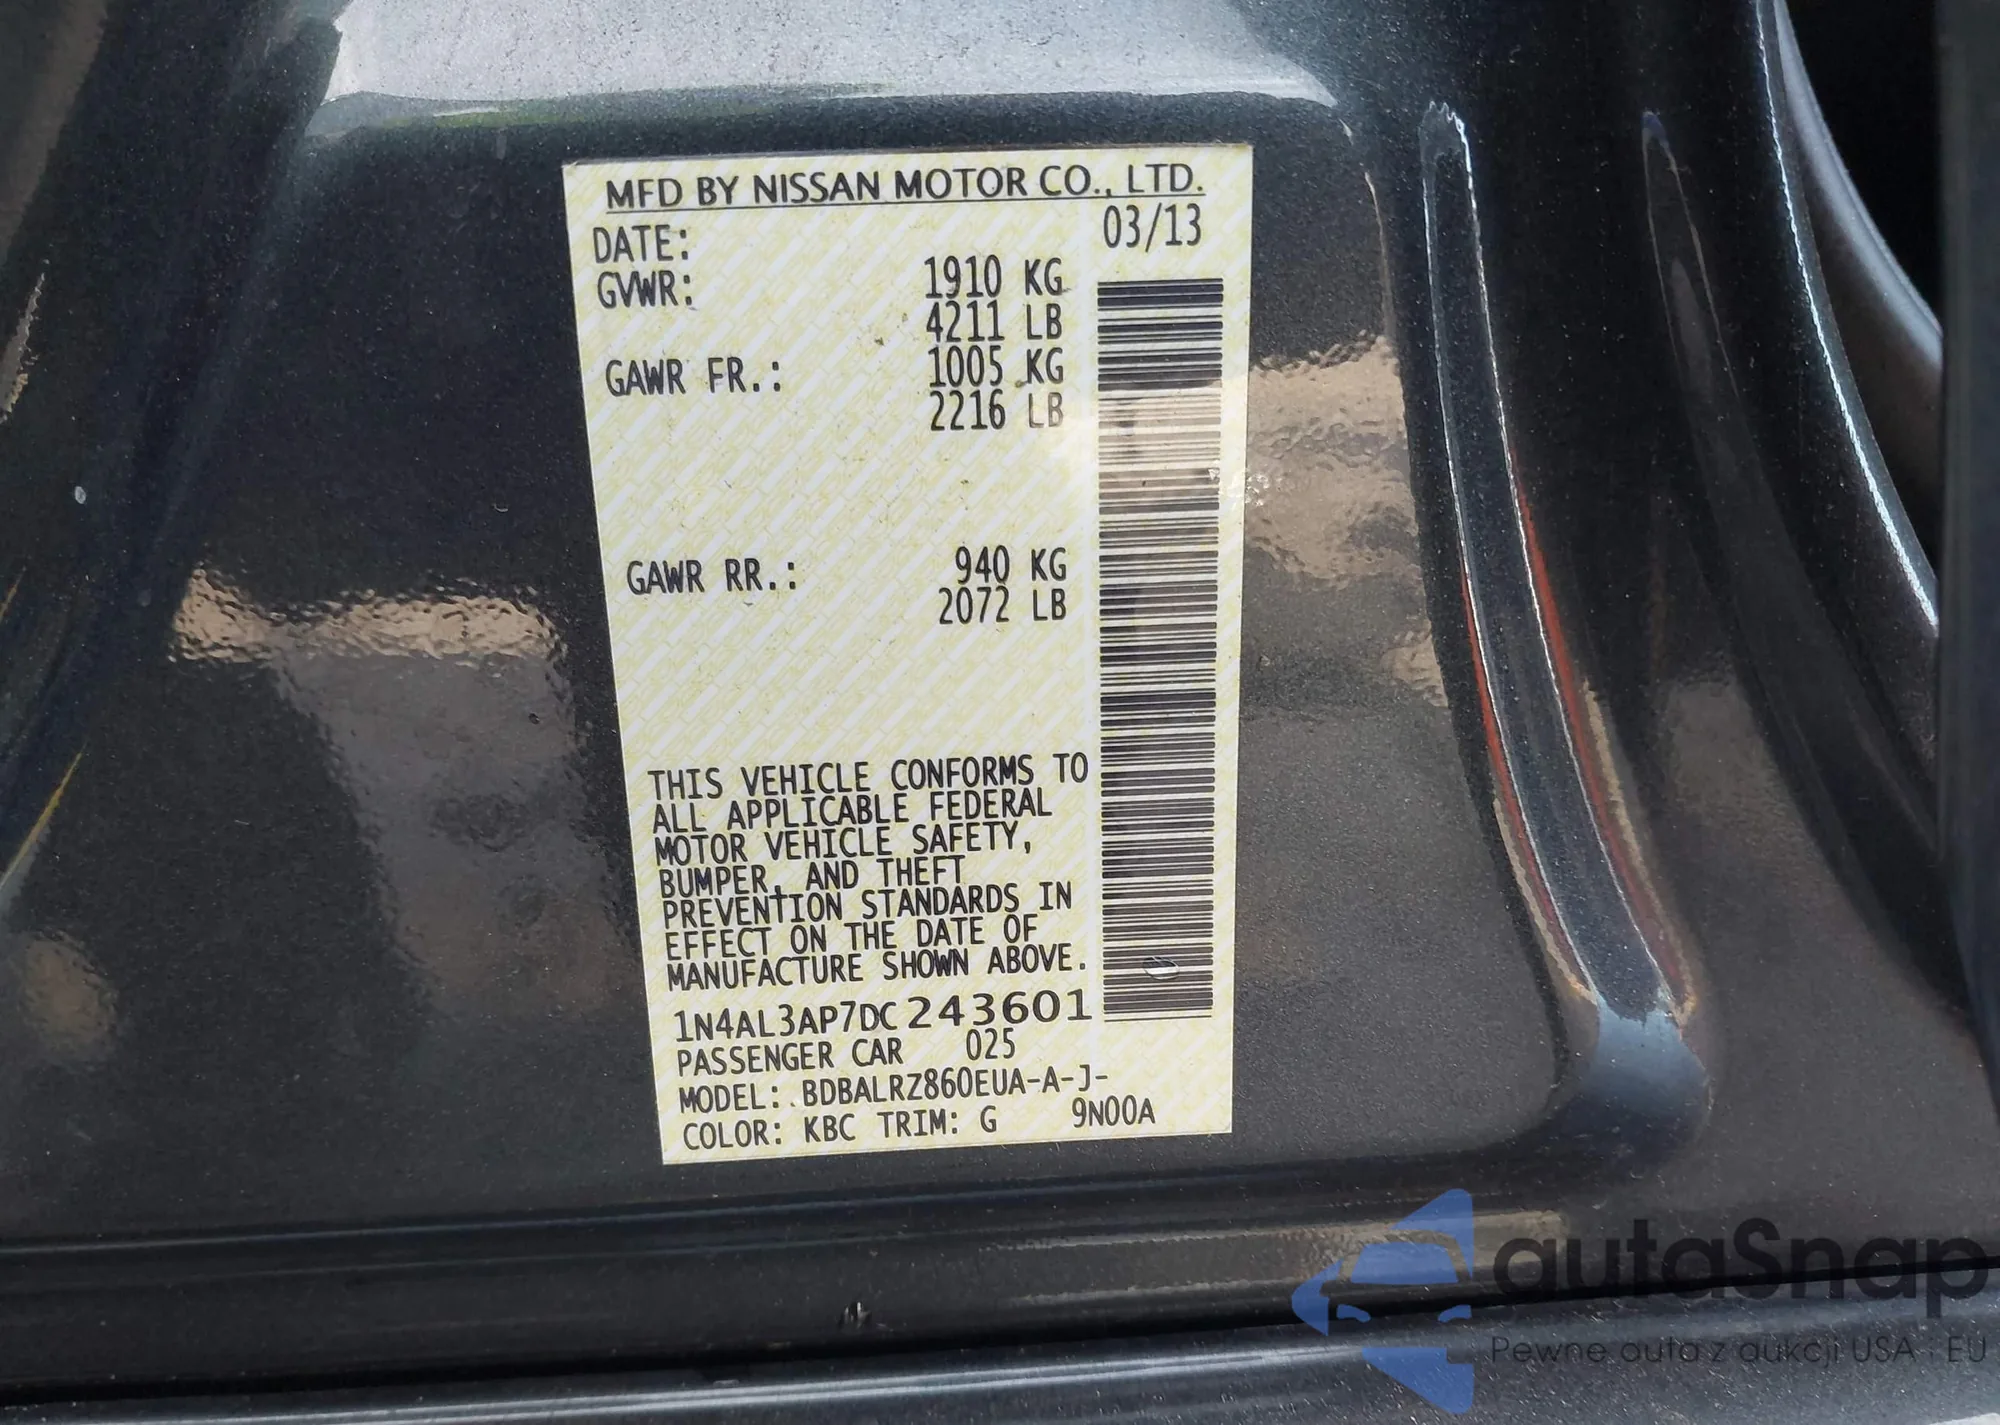 MFD BY NISSAN MOTOR CO., LTD.
DATE: 03/13
GVWR: 1910 KG
4211 LB
GAWR FR.: 1005 KG
2216 LB
GAWR RR.: 940 KG
2072 LB
THIS VEHICLE CONFORMS TO
ALL APPLICABLE FEDERAL
MOTOR VEHICLE SAFETY,
BUMPER, AND THEFT
PREVENTION STANDARDS IN
EFFECT ON THE DATE OF
MANUFACTURE SHOWN ABOVE.
1N4AL3AP7DC243601
PASSENGER CAR 025
MODEL: BDBALRZ860EUA-A-J-
COLOR: KBC TRIM: G 9N00A
autaSnap
Pewne auta z aukcji USA i EU